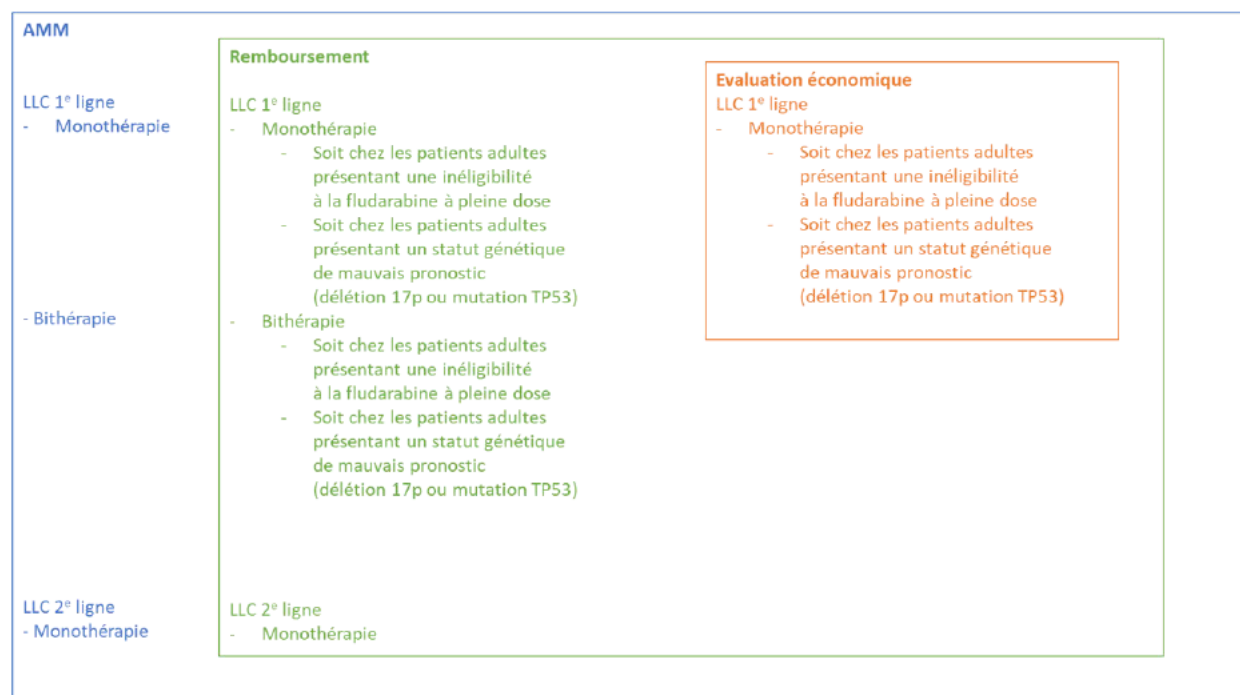 AMM
LLC 1e ligne
- Monothérapie
- Bithérapie
LLC 2e ligne
- Monothérapie
Remboursement
LLC 1e ligne
- Monothérapie
- Soit chez les patients adultes
présentant une inéligibilité
à la fludarabine à pleine dose
- Soit chez les patients adultes
présentant un statut génétique
de mauvais pronostic
(délétion 17p ou mutation TP53)
- Bithérapie
- Soit chez les patients adultes
présentant une inéligibilité
à la fludarabine à pleine dose
- Soit chez les patients adultes
présentant un statut génétique
de mauvais pronostic
(délétion 17p ou mutation TP53)
LLC 2e ligne
- Monothérapie
Evaluation économique
LLC 1e ligne
- Monothérapie
- Soit chez les patients adultes
présentant une inéligibilité
à la fludarabine à pleine dose
- Soit chez les patients adultes
présentant un statut génétique
de mauvais pronostic
(délétion 17p ou mutation TP53)